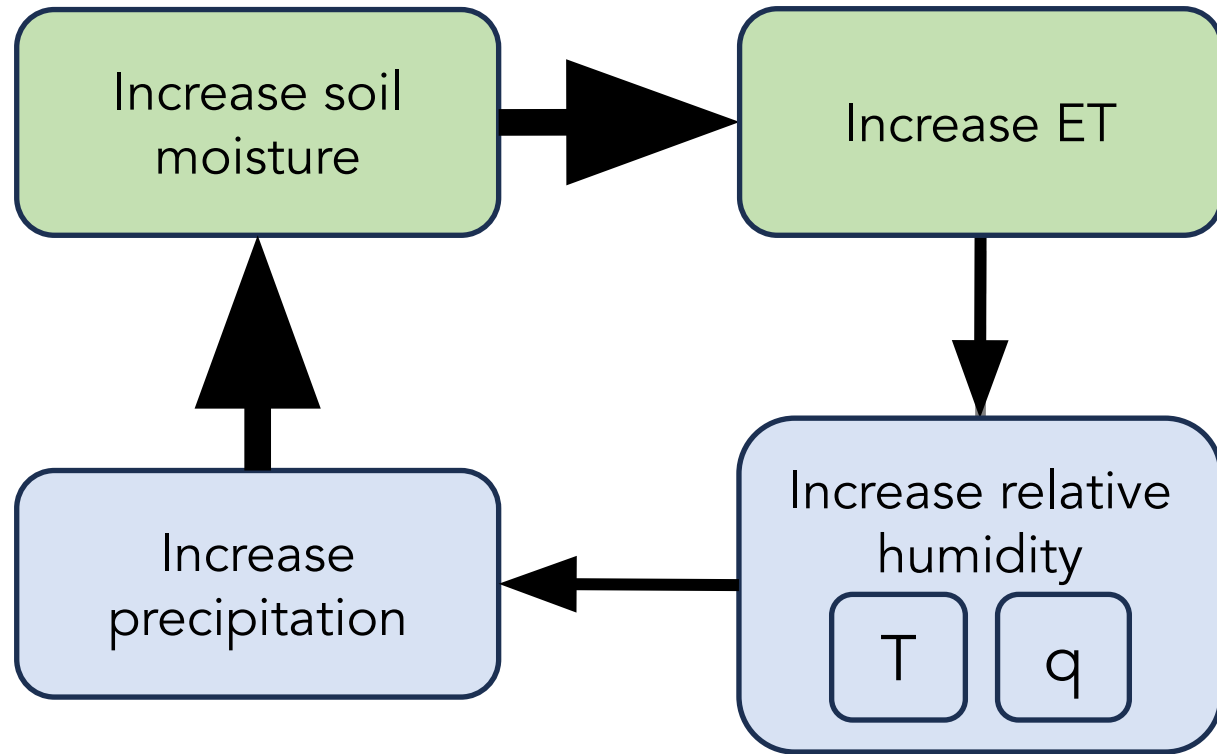 Increase soil
moisture
Increase ET
Increase relative
humidity
T
q
Increase
precipitation